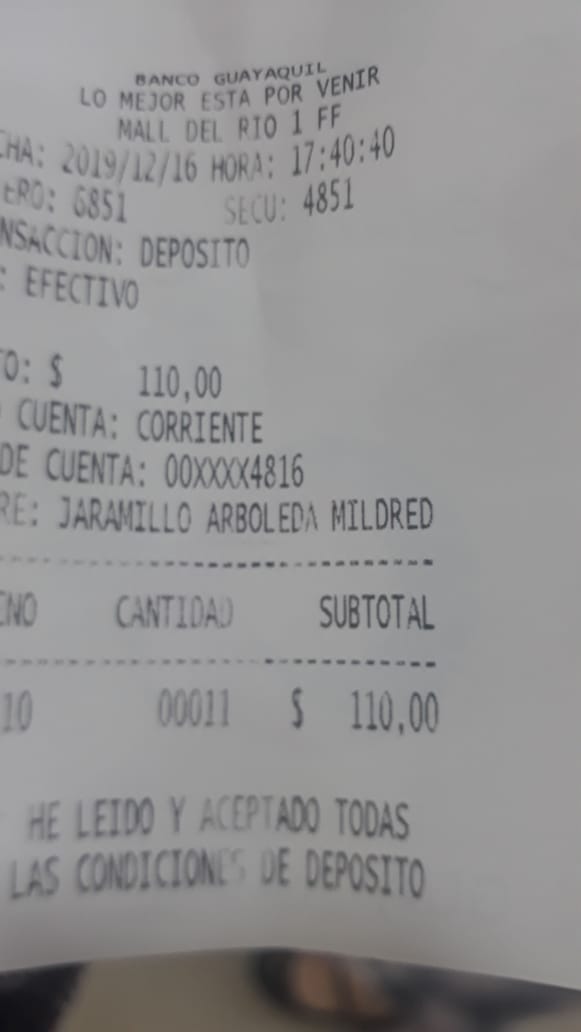 BANCO GUAYAQUIL
LO MEJOR ESTA POR VENIR
MALL DEL RIO 1 FF
CHA: 2019/12/16 HORA: 17:40:40
ERO: 6851 SECU: 4851
NSACCION: DEPOSITO
: EFECTIVO
TO: $ 110,00
CUENTA: CORRIENTE
DE CUENTA: 00XXXX4816
RE: JARAMILLO ARBOLEDA MILDRED
ENO CANTIDAD SUBTOTAL
10 00011 $ 110,00
HE LEIDO Y ACEPTADO TODAS
LAS CONDICIONES DE DEPOSITO